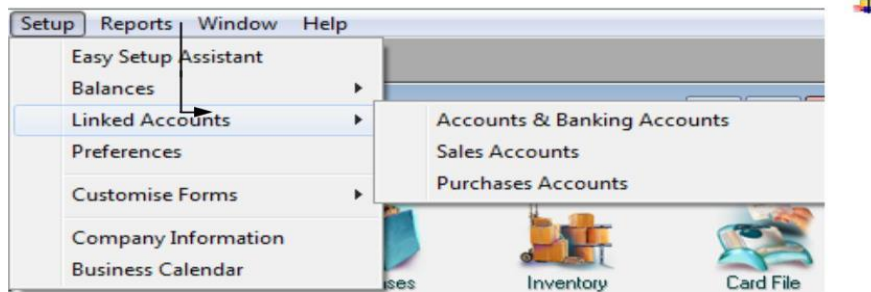 Setup Reports Window Help
Easy Setup Assistant
Balances
Linked Accounts
Preferences
Customise Forms
Company Information
Business Calendar
Accounts & Banking Accounts
Sales Accounts
Purchases Accounts
ses
Inventory
Card File